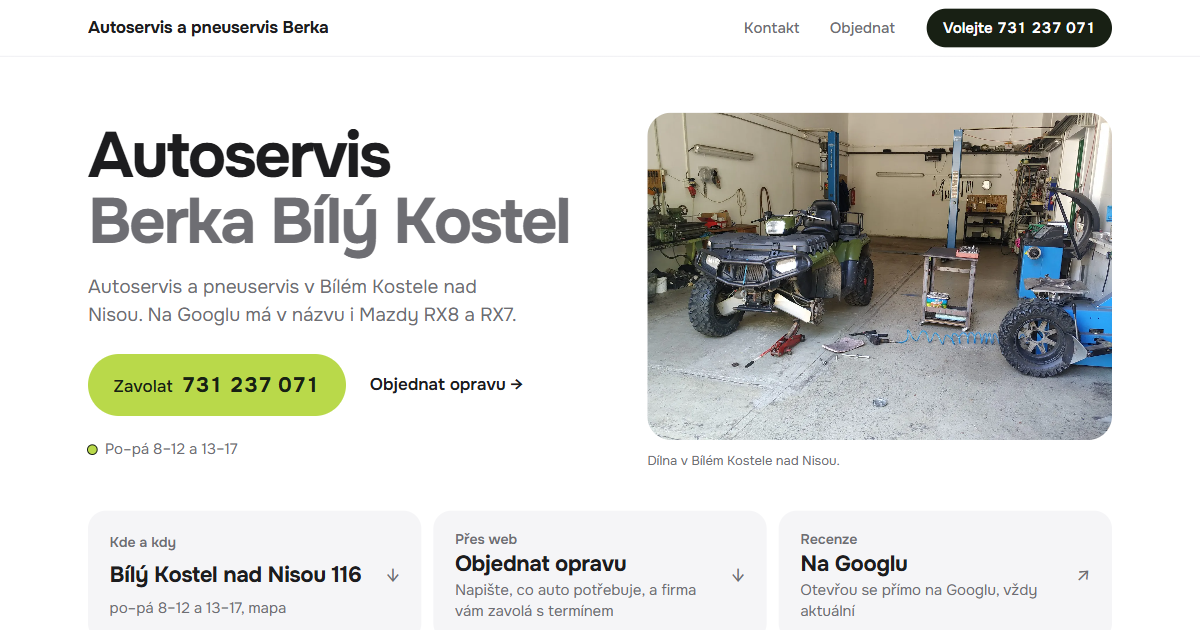 Autoservis a pneuservis Berka
Kontakt
Objednat
Volejte 731 237 071
Autoservis
Berka Bílý Kostel
Autoservis a pneuservis v Bílém Kostele nad
Nisou. Na Googlu má v názvu i Mazdy RX8 a RX7.
Zavolat 731 237 071
Objednat opravu →
Po–pá 8–12 a 13–17
Dílna v Bílém Kostele nad Nisou.
Kde a kdy
Bílý Kostel nad Nisou 116
po–pá 8–12 a 13–17, mapa
Přes web
Objednat opravu
Napište, co auto potřebuje, a firma
vám zavolá s termínem
Recenze
Na Googlu
Otevřou se přímo na Googlu, vždy
aktuální